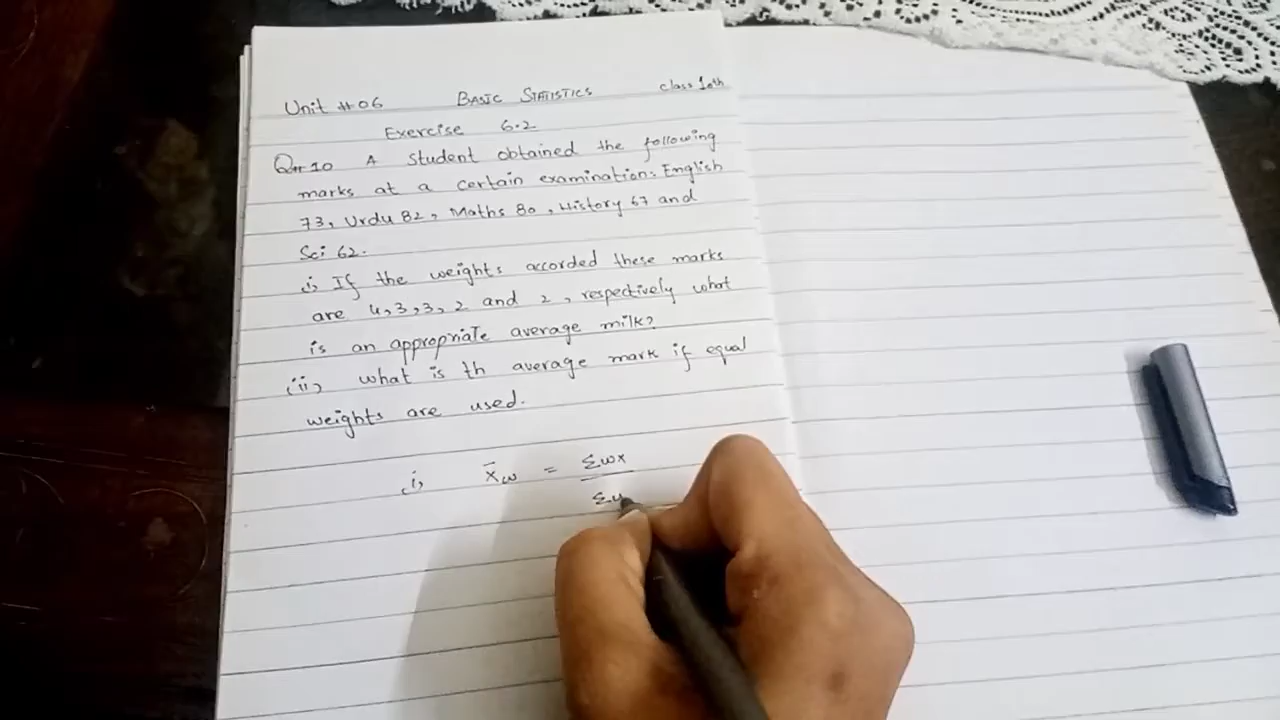 Unit # 06 BASIC STATISTICS class 10th
Exercise 6.2
Q#10 A student obtained the following
marks at a certain examination: English
73, Urdu 82, Maths 80, History 67 and
Sci 62.
i, If the weights accorded these marks
are 4,3,3,2 and 2, respectively what
is an appropriate average milk?
(ii, what is th average mark if equal
weights are used.
i, x̄w = Σwx
Σw